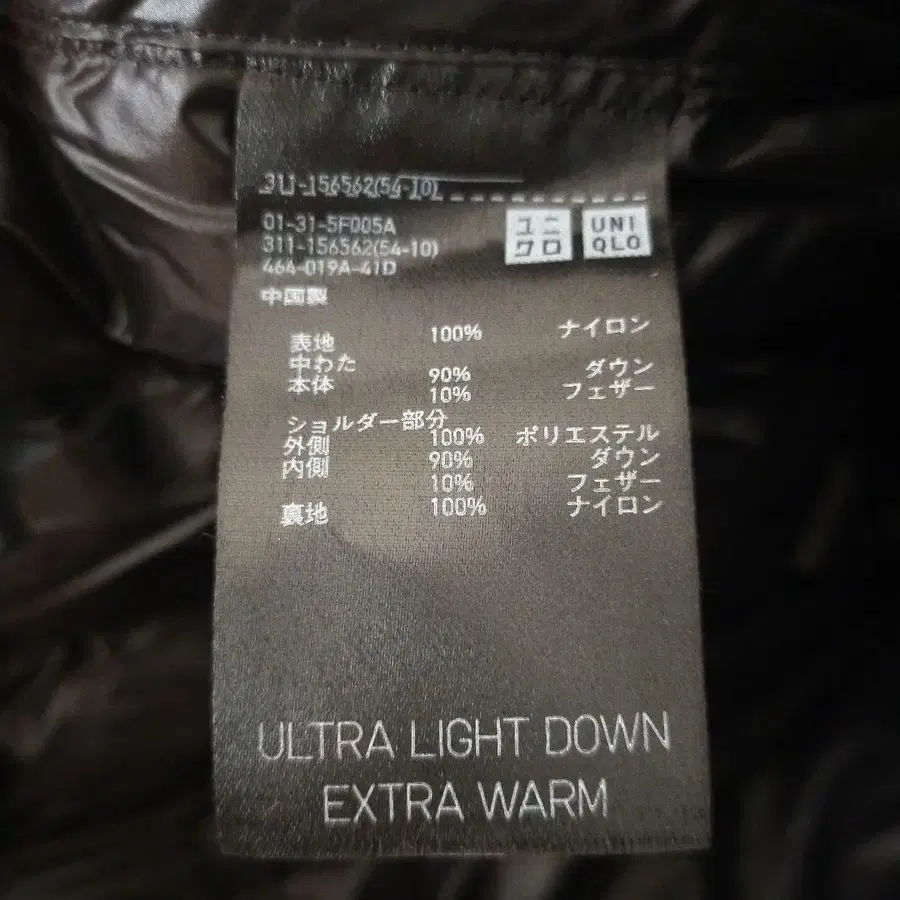 311-156562(54-10)
01-31-5F005A
311-156562(54-10)
464-019A-41D
ユニ
クロ
UNI
QLO
中国製
表地 100% ナイロン
中わた
本体 90% ダウン
10% フェザー
ショルダー部分
外側 100% ポリエステル
内側 90% ダウン
10% フェザー
裏地 100% ナイロン
ULTRA LIGHT DOWN
EXTRA WARM